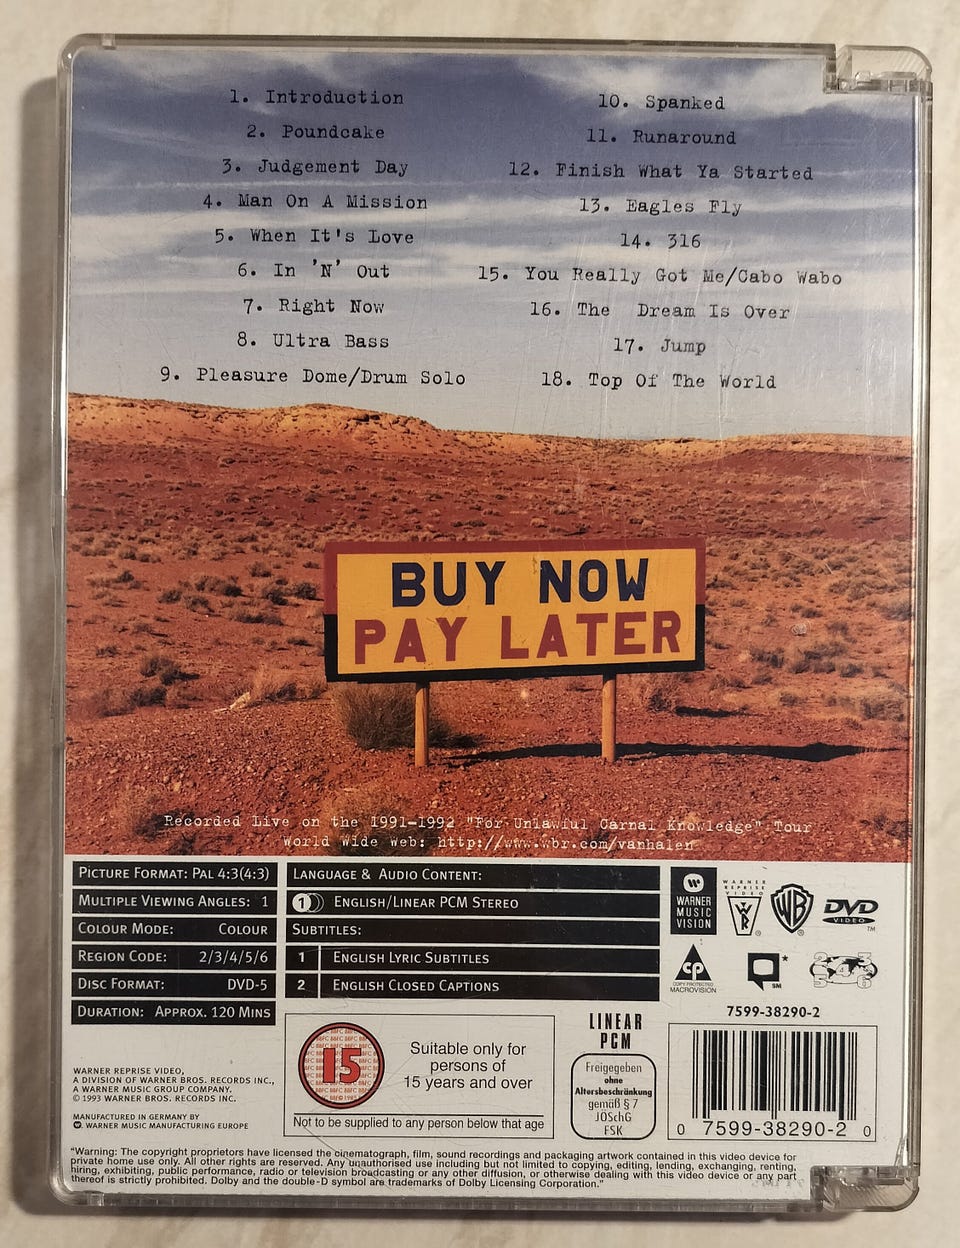 1. Introduction
2. Poundcake
3. Judgement Day
4. Man On A Mission
5. When It's Love
6. In 'N' Out
7. Right Now
8. Ultra Bass
9. Pleasure Dome/Drum Solo
10. Spanked
11. Runaround
12. Finish What Ya Started
13. Eagles Fly
14. 316
15. You Really Got Me/Cabo Wabo
16. The Dream Is Over
17. Jump
18. Top Of The World
BUY NOW
PAY LATER
Recorded Live on the 1991-1992 "For Unlawful Carnal Knowledge" Tour
World Wide Web: http://www.wbr.com/vanhalen
PICTURE FORMAT: PAL 4:3(4:3)
MULTIPLE VIEWING ANGLES: 1
COLOUR MODE: COLOUR
REGION CODE: 2/3/4/5/6
DISC FORMAT: DVD-5
DURATION: APPROX. 120 MINS
LANGUAGE & AUDIO CONTENT:
1 ENGLISH/LINEAR PCM STEREO
SUBTITLES:
1 ENGLISH LYRIC SUBTITLES
2 ENGLISH CLOSED CAPTIONS
WARNER
MUSIC
VISION
WARNER
REPRISE
VIDEO
WB
DVD
VIDEO
TM
CP
COPY PROTECTED
MACROVISION
* SM
2 3 4 5 6
7599-38290-2
WARNER REPRISE VIDEO,
A DIVISION OF WARNER BROS. RECORDS INC.,
A WARNER MUSIC GROUP COMPANY.
© 1993 WARNER BROS. RECORDS INC.
MANUFACTURED IN GERMANY BY
WARNER MUSIC MANUFACTURING EUROPE
15
Suitable only for
persons of
15 years and over
Not to be supplied to any person below that age
LINEAR
PCM
Freigegeben
ohne
Altersbeschränkung
gemäß § 7
JÖSchG
FSK
0 7599-38290-2 0
"Warning: The copyright proprietors have licensed the cinematograph, film, sound recordings and packaging artwork contained in this video device for
private home use only. All other rights are reserved. Any unauthorised use including but not limited to copying, editing, lending, exchanging, renting,
hiring, exhibiting, public performance, radio or television broadcasting or any other diffusion, or otherwise dealing with this video device or any part
thereof is strictly prohibited. Dolby and the double-D symbol are trademarks of Dolby Licensing Corporation."